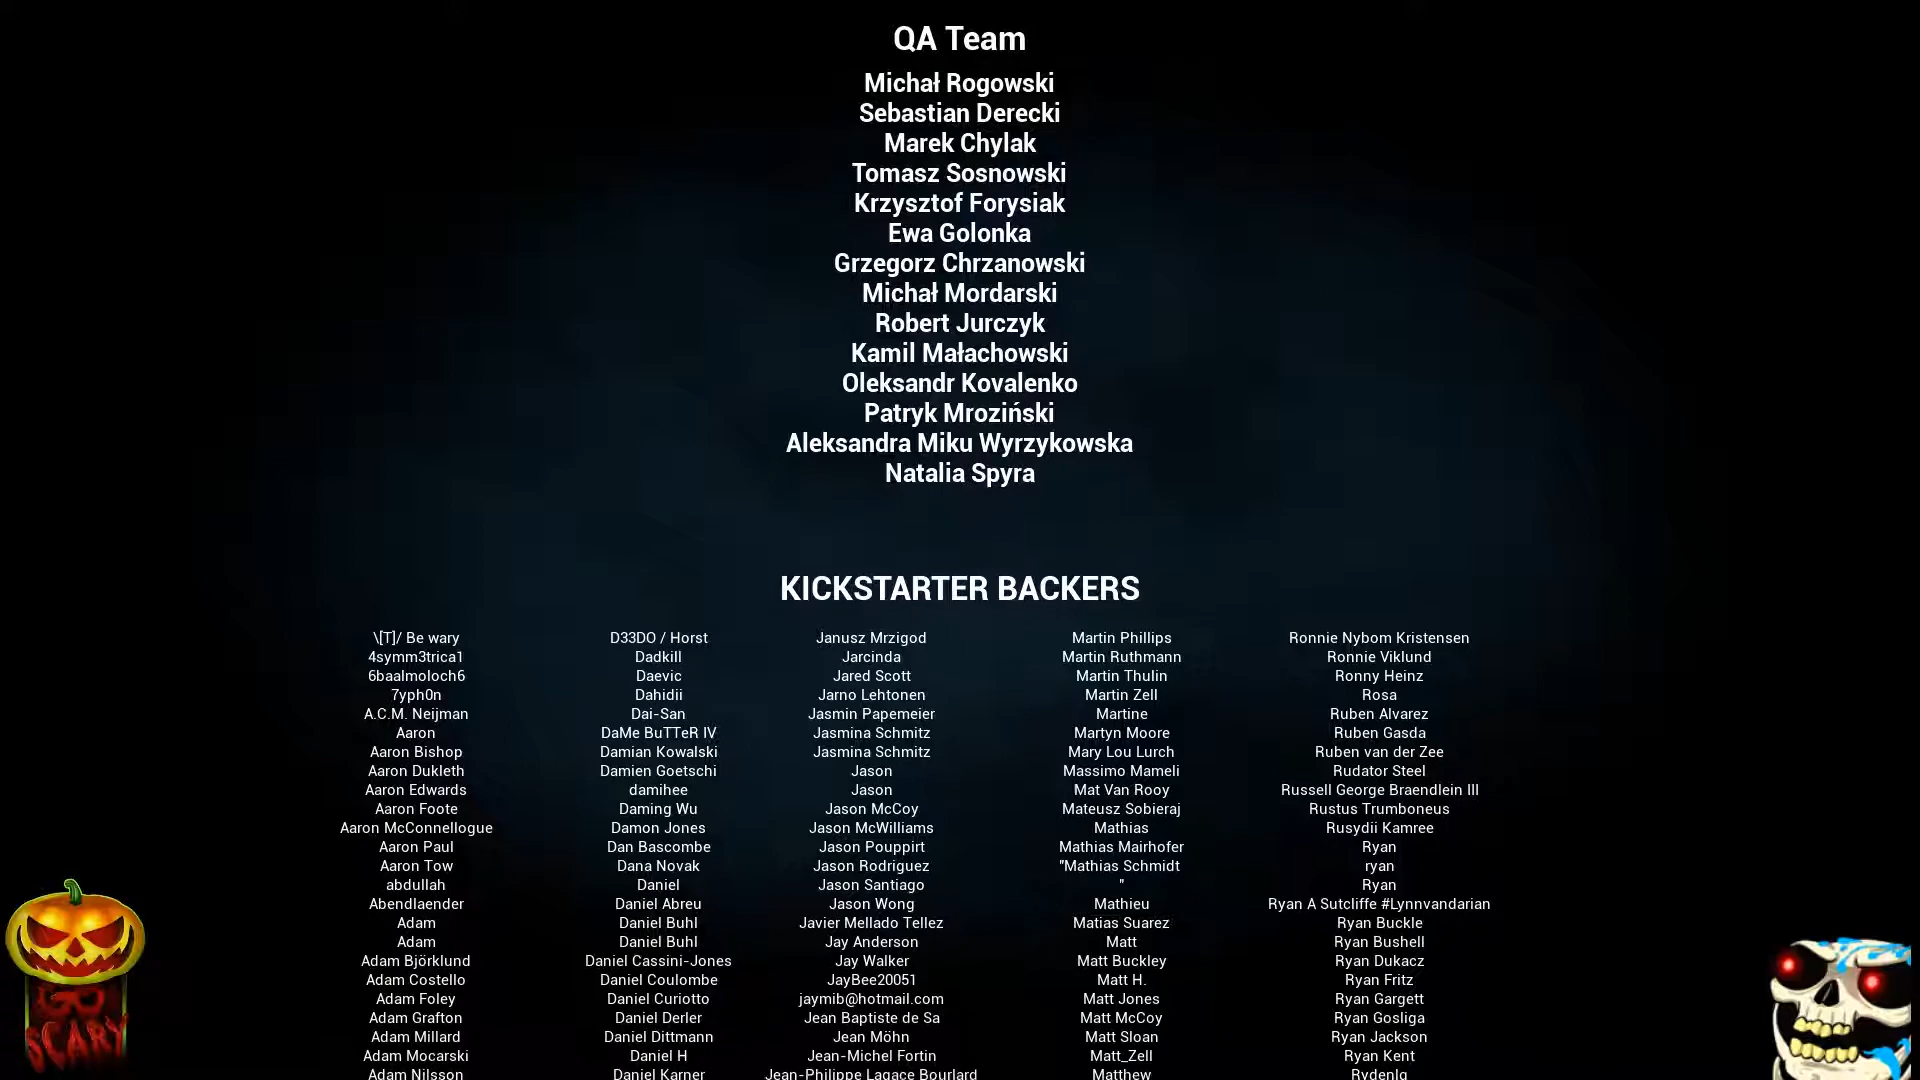 QA Team
Michał Rogowski
Sebastian Derecki
Marek Chylak
Tomasz Sosnowski
Krzysztof Forysiak
Ewa Golonka
Grzegorz Chrzanowski
Michał Mordarski
Robert Jurczyk
Kamil Małachowski
Oleksandr Kovalenko
Patryk Mroziński
Aleksandra Miku Wyrzykowska
Natalia Spyra
KICKSTARTER BACKERS
\[T]/ Be wary
4symm3trica1
6baalmoloch6
7yph0n
A.C.M. Neijman
Aaron
Aaron Bishop
Aaron Dukleth
Aaron Edwards
Aaron Foote
Aaron McConnellogue
Aaron Paul
Aaron Tow
abdullah
Abendlaender
Adam
Adam
Adam Björklund
Adam Costello
Adam Foley
Adam Grafton
Adam Millard
Adam Mocarski
Adam Nilsson
D33DO / Horst
Dadkill
Daevic
Dahidii
Dai-San
DaMe BuTTeR IV
Damian Kowalski
Damien Goetschi
damihee
Daming Wu
Damon Jones
Dan Bascombe
Dana Novak
Daniel
Daniel Abreu
Daniel Buhl
Daniel Buhl
Daniel Cassini-Jones
Daniel Coulombe
Daniel Curiotto
Daniel Derler
Daniel Dittmann
Daniel H
Daniel Karner
Janusz Mrzigod
Jarcinda
Jared Scott
Jarno Lehtonen
Jasmin Papemeier
Jasmina Schmitz
Jasmina Schmitz
Jason
Jason
Jason McCoy
Jason McWilliams
Jason Pouppirt
Jason Rodriguez
Jason Santiago
Jason Wong
Javier Mellado Tellez
Jay Anderson
Jay Walker
JayBee20051
jaymib@hotmail.com
Jean Baptiste de Sa
Jean Möhn
Jean-Michel Fortin
Jean-Philippe Lagace Bourlard
Martin Phillips
Martin Ruthmann
Martin Thulin
Martin Zell
Martine
Martyn Moore
Mary Lou Lurch
Massimo Mameli
Mat Van Rooy
Mateusz Sobieraj
Mathias
Mathias Mairhofer
"Mathias Schmidt
"
Mathieu
Matias Suarez
Matt
Matt Buckley
Matt H.
Matt Jones
Matt McCoy
Matt Sloan
Matt_Zell
Matthew
Ronnie Nybom Kristensen
Ronnie Viklund
Ronny Heinz
Rosa
Ruben Alvarez
Ruben Gasda
Ruben van der Zee
Rudator Steel
Russell George Braendlein III
Rustus Trumboneus
Rusydii Kamree
Ryan
ryan
Ryan
Ryan A Sutcliffe #Lynnvandarian
Ryan Buckle
Ryan Bushell
Ryan Dukacz
Ryan Fritz
Ryan Gargett
Ryan Gosliga
Ryan Jackson
Ryan Kent
Rydenlg
GO
SCARY